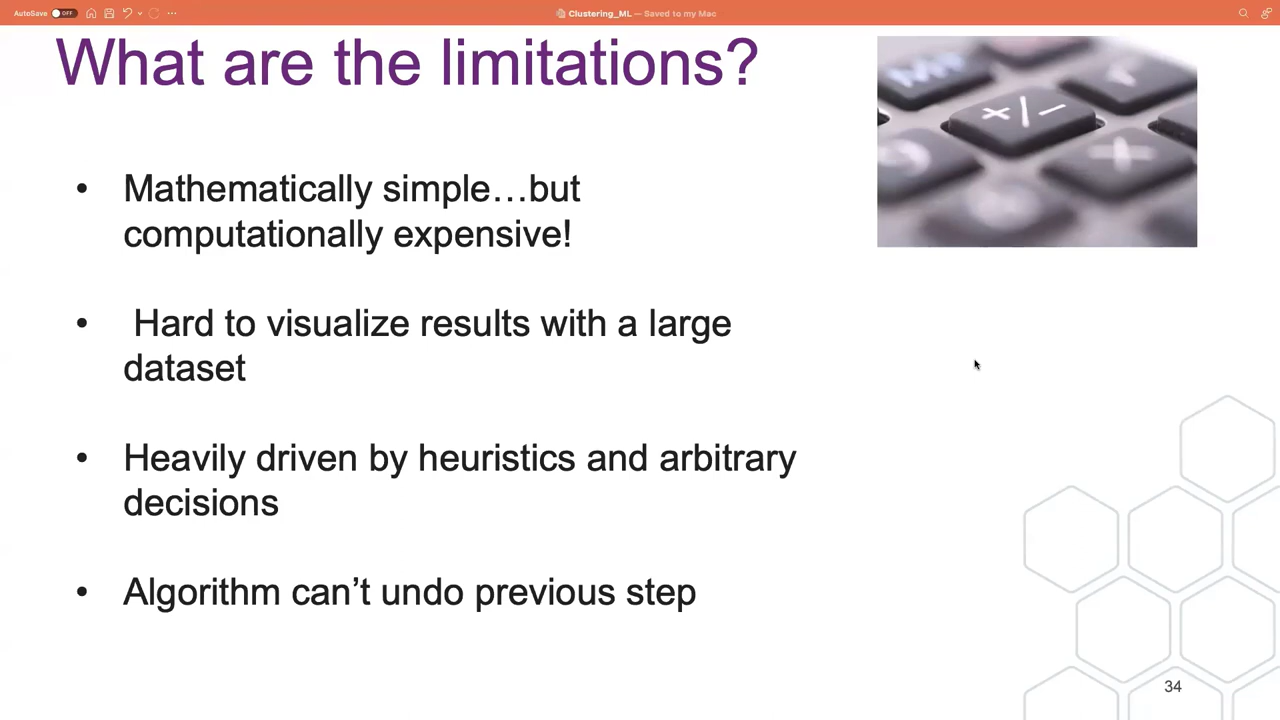 AutoSave OFF
Clustering_ML — Saved to my Mac
What are the limitations?
• Mathematically simple…but
computationally expensive!
• Hard to visualize results with a large
dataset
• Heavily driven by heuristics and arbitrary
decisions
• Algorithm can’t undo previous step
+/-
34